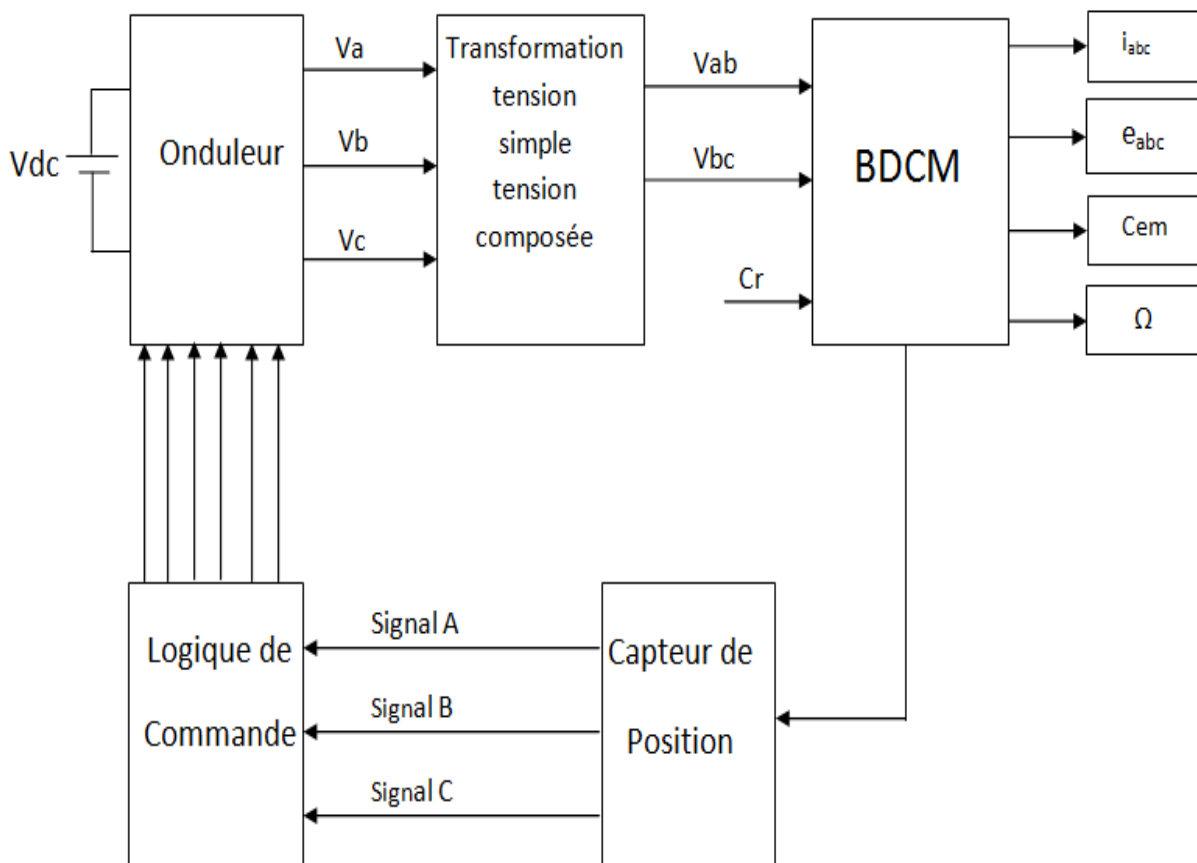 Vdc
Onduleur
Va
Vb
Vc
Transformation
tension
simple
tension
composée
Vab
Vbc
Cr
BDCM
iabc
eabc
Cem
Ω
Logique de
Commande
Signal A
Signal B
Signal C
Capteur de
Position